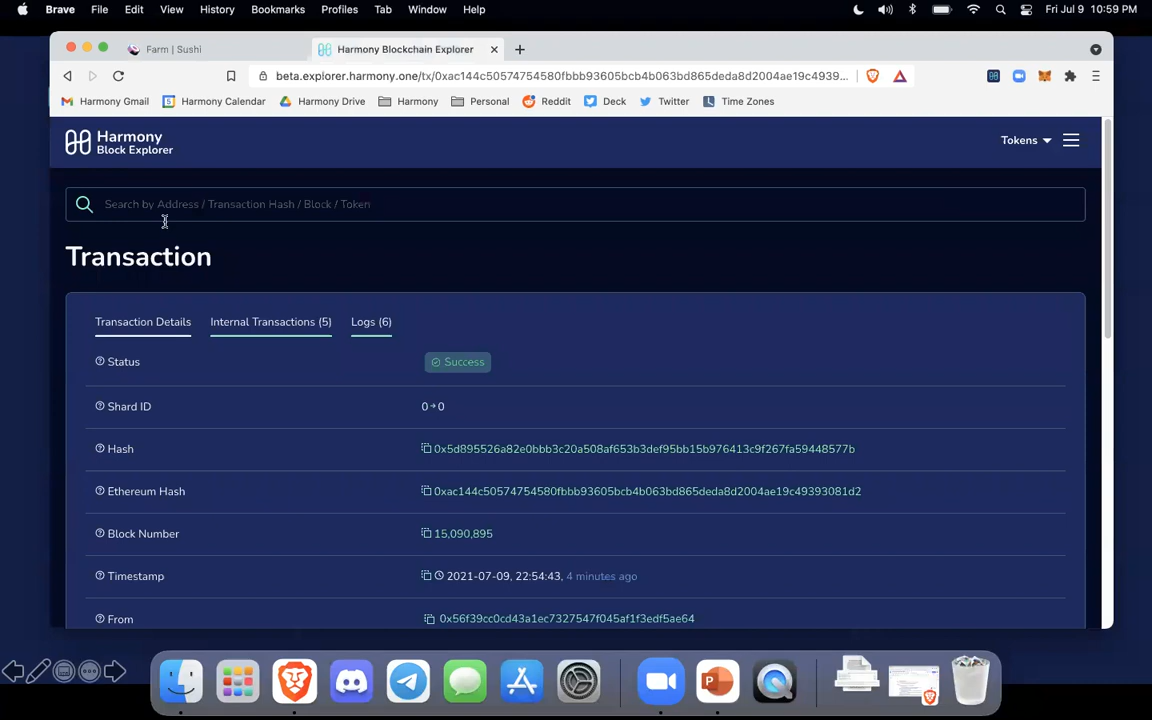 Brave File Edit View History Bookmarks Profiles Tab Window Help Fri Jul 9 10:59 PM
Farm | Sushi Harmony Blockchain Explorer
beta.explorer.harmony.one/tx/0xac144c50574754580fbbb93605bcb4b063bd865deda8d2004ae19c4939...
Harmony Gmail Harmony Calendar Harmony Drive Harmony Personal Reddit Deck Twitter Time Zones
Harmony
Block Explorer
Tokens
Search by Address / Transaction Hash / Block / Token
Transaction
Transaction Details Internal Transactions (5) Logs (6)
Status Success
Shard ID 0 → 0
Hash 0x5d895526a82e0bbb3c20a508af653b3def95bb15b976413c9f267fa59448577b
Ethereum Hash 0xac144c50574754580fbbb93605bcb4b063bd865deda8d2004ae19c49393081d2
Block Number 15,090,895
Timestamp 2021-07-09, 22:54:43, 4 minutes ago
From 0x56f39cc0cd43a1ec7327547f045af1f3edf5ae64